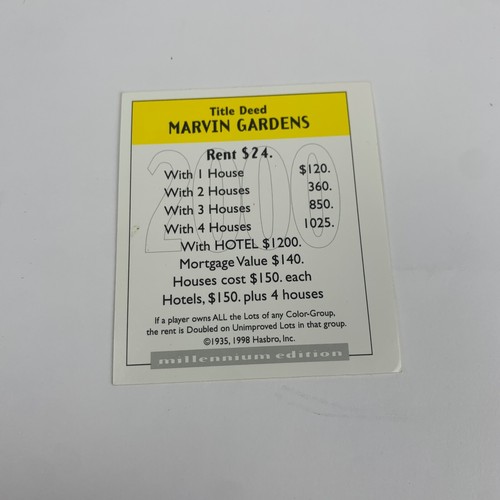 Title Deed
MARVIN GARDENS
2000
Rent $24.
With 1 House $120.
With 2 Houses 360.
With 3 Houses 850.
With 4 Houses 1025.
With HOTEL $1200.
Mortgage Value $140.
Houses cost $150. each
Hotels, $150. plus 4 houses
If a player owns ALL the Lots of any Color-Group,
the rent is Doubled on Unimproved Lots in that group.
©1935, 1998 Hasbro, Inc.
millennium edition